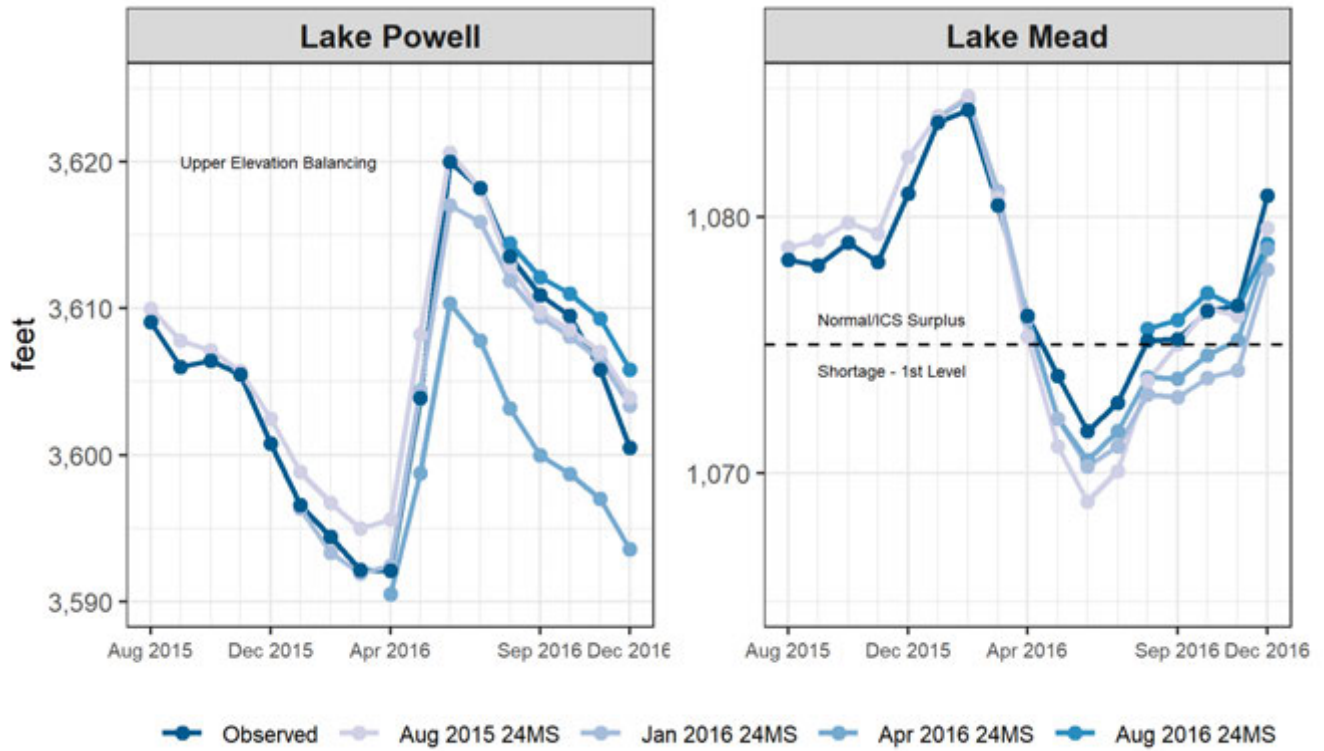 Lake Powell
Lake Mead
feet
3,620
3,610
3,600
3,590
Upper Elevation Balancing
Aug 2015 Dec 2015 Apr 2016 Sep 2016 Dec 2016
1,080
1,070
Normal/ICS Surplus
Shortage - 1st Level
Aug 2015 Dec 2015 Apr 2016 Sep 2016 Dec 2016
Observed Aug 2015 24MS Jan 2016 24MS Apr 2016 24MS Aug 2016 24MS